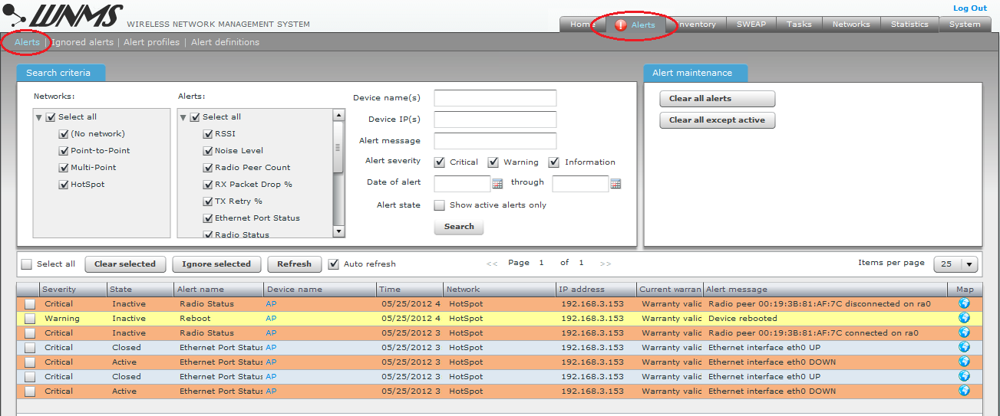 Log Out
WNMS WIRELESS NETWORK MANAGEMENT SYSTEM
Home ! Alerts Inventory SWEAP Tasks Networks Statistics System
Alerts | Ignored alerts | Alert profiles | Alert definitions
Search criteria
Networks:
Select all
(No network)
Point-to-Point
Multi-Point
HotSpot
Alerts:
Select all
RSSI
Noise Level
Radio Peer Count
RX Packet Drop %
TX Retry %
Ethernet Port Status
Radio Status
Device name(s)
Device IP(s)
Alert message
Alert severity Critical Warning Information
Date of alert through
Alert state Show active alerts only
Search
Alert maintenance
Clear all alerts
Clear all except active
Select all Clear selected Ignore selected Refresh Auto refresh << Page 1 of 1 >> Items per page 25
Severity State Alert name Device name Time Network IP address Current warran Alert message Map
Critical Inactive Radio Status AP 05/25/2012 4 HotSpot 192.168.3.153 Warranty valid Radio peer 00:19:3B:81:AF:7C disconnected on ra0
Warning Inactive Reboot AP 05/25/2012 4 HotSpot 192.168.3.153 Warranty valid Device rebooted
Critical Inactive Radio Status AP 05/25/2012 3 HotSpot 192.168.3.153 Warranty valid Radio peer 00:19:3B:81:AF:7C connected on ra0
Critical Closed Ethernet Port Status AP 05/25/2012 3 HotSpot 192.168.3.153 Warranty valid Ethernet interface eth0 UP
Critical Active Ethernet Port Status AP 05/25/2012 3 HotSpot 192.168.3.153 Warranty valid Ethernet interface eth0 DOWN
Critical Closed Ethernet Port Status AP 05/25/2012 3 HotSpot 192.168.3.153 Warranty valid Ethernet interface eth0 UP
Critical Active Ethernet Port Status AP 05/25/2012 3 HotSpot 192.168.3.153 Warranty valid Ethernet interface eth0 DOWN